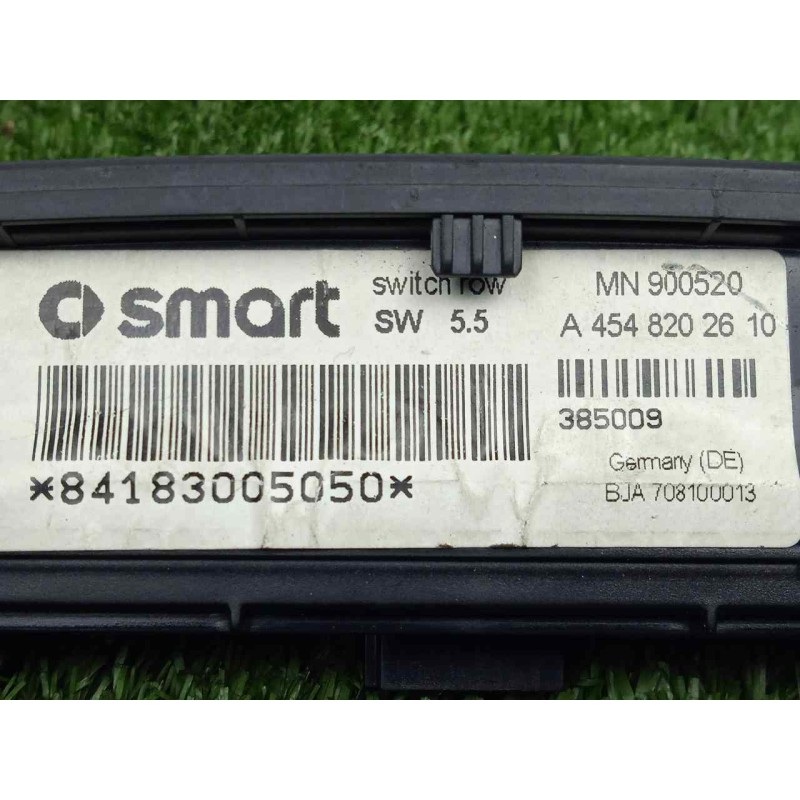 smart
switch row
SW 5.5
MN 900520
A 454 820 26 10
385009
*84183005050*
Germany (DE)
BJA 708100013